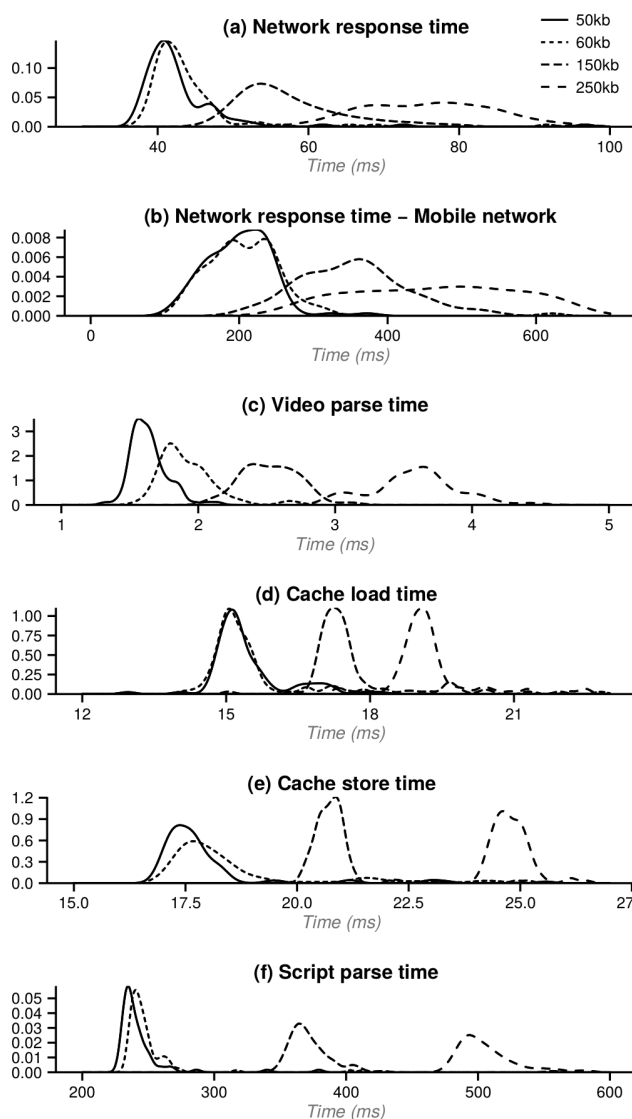 (a) Network response time
50kb
60kb
150kb
250kb
0.10
0.05
0.00
40 60 80 100
Time (ms)
(b) Network response time – Mobile network
0.008
0.006
0.004
0.002
0.000
0 200 400 600
Time (ms)
(c) Video parse time
3
2
1
0
1 2 3 4 5
Time (ms)
(d) Cache load time
1.00
0.75
0.50
0.25
0.00
12 15 18 21
Time (ms)
(e) Cache store time
1.2
0.9
0.6
0.3
0.0
15.0 17.5 20.0 22.5 25.0 27
Time (ms)
(f) Script parse time
0.05
0.04
0.03
0.02
0.01
0.00
200 300 400 500 600
Time (ms)